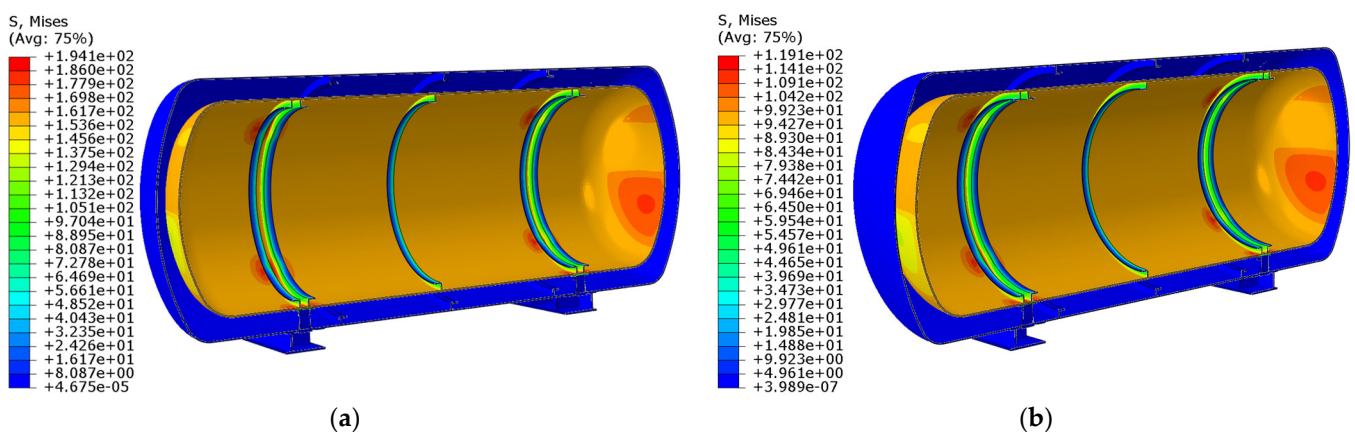 S, Mises
(Avg: 75%)
+1.941e+02
+1.860e+02
+1.779e+02
+1.698e+02
+1.617e+02
+1.536e+02
+1.456e+02
+1.375e+02
+1.294e+02
+1.213e+02
+1.132e+02
+1.051e+02
+9.704e+01
+8.895e+01
+8.087e+01
+7.278e+01
+6.469e+01
+5.661e+01
+4.852e+01
+4.043e+01
+3.235e+01
+2.426e+01
+1.617e+01
+8.087e+00
+4.675e-05
(a)
S, Mises
(Avg: 75%)
+1.191e+02
+1.141e+02
+1.091e+02
+1.042e+02
+9.923e+01
+9.427e+01
+8.930e+01
+8.434e+01
+7.938e+01
+7.442e+01
+6.946e+01
+6.450e+01
+5.954e+01
+5.457e+01
+4.961e+01
+4.465e+01
+3.969e+01
+3.473e+01
+2.977e+01
+2.481e+01
+1.985e+01
+1.488e+01
+9.923e+00
+4.961e+00
+3.989e-07
(b)